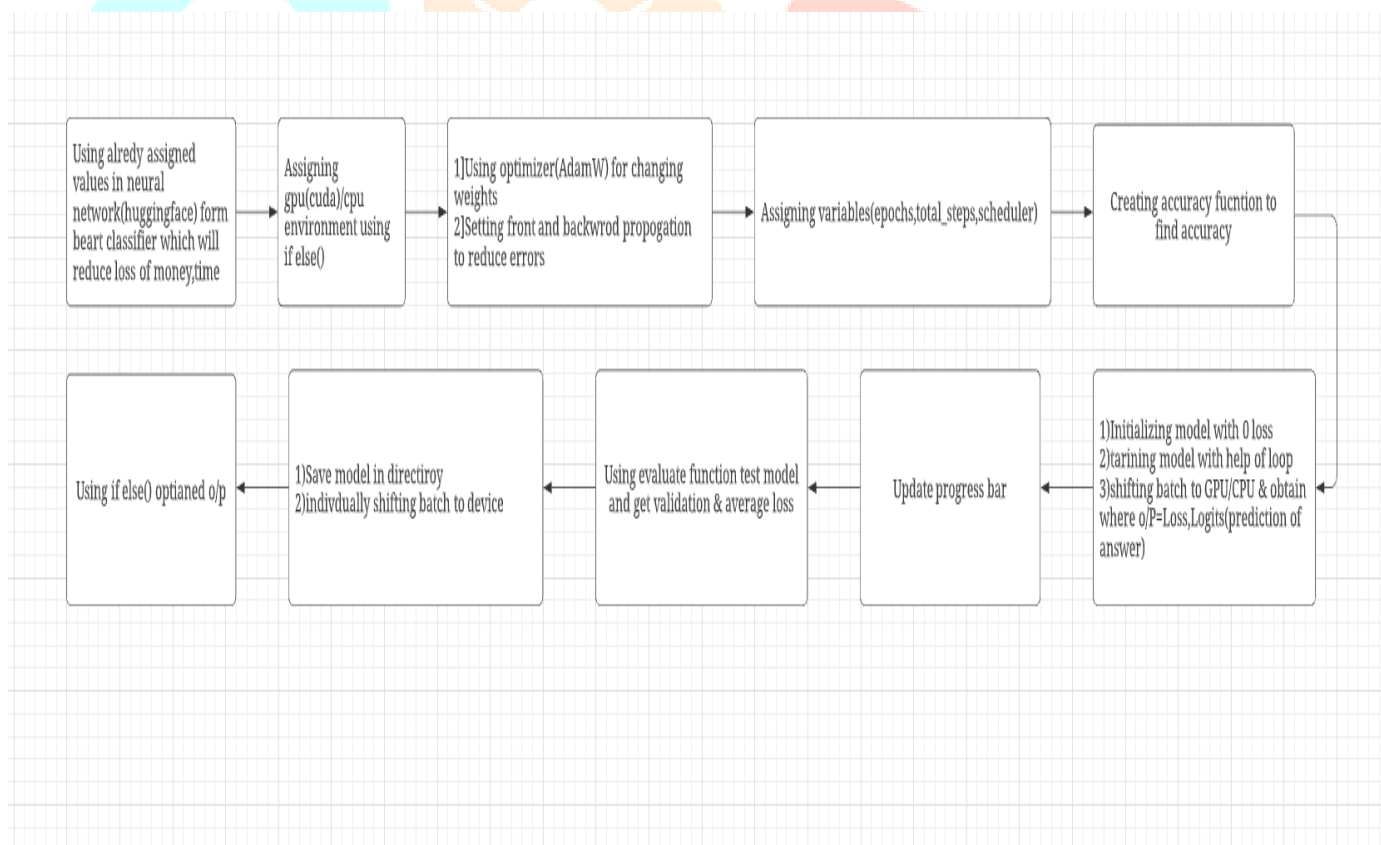 Using alredy assigned
values in neural
network(huggingface) form
beart classifier which will
reduce loss of money,time
Assigning
gpu(cuda)/cpu
environment using
if else()
1]Using optimizer(AdamW) for changing
weights
2]Setting front and backwrod propogation
to reduce errors
Assigning variables(epochs,total_steps,scheduler)
Creating accuracy fucntion to
find accuracy
1)Initializing model with 0 loss
2)tarining model with help of loop
3)shifting batch to GPU/CPU & obtain
where o/P=Loss,Logits(prediction of
answer)
Update progress bar
Using evaluate function test model
and get validation & average loss
1)Save model in directiroy
2)indivdually shifting batch to device
Using if else() optianed o/p